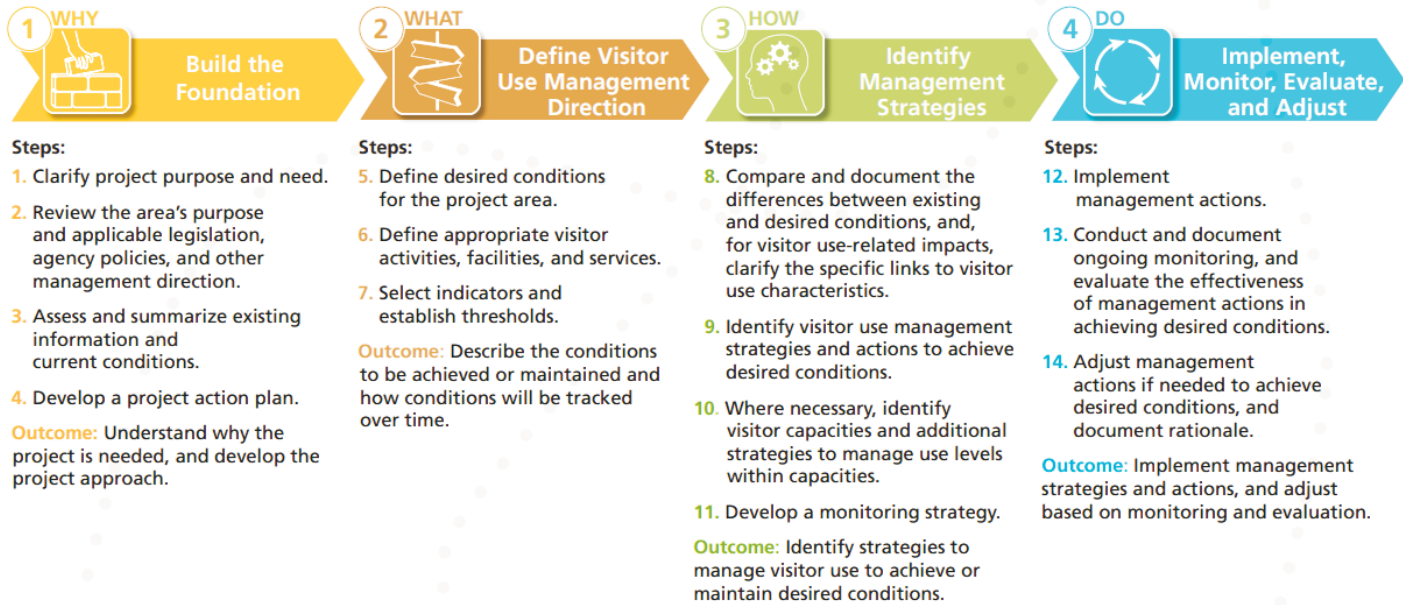 1 WHY
Build the
Foundation
Steps:
1. Clarify project purpose and need.
2. Review the area’s purpose
and applicable legislation,
agency policies, and other
management direction.
3. Assess and summarize existing
information and
current conditions.
4. Develop a project action plan.
Outcome: Understand why the
project is needed, and develop the
project approach.
2 WHAT
Define Visitor
Use Management
Direction
Steps:
5. Define desired conditions
for the project area.
6. Define appropriate visitor
activities, facilities, and services.
7. Select indicators and
establish thresholds.
Outcome: Describe the conditions
to be achieved or maintained and
how conditions will be tracked
over time.
3 HOW
Identify
Management
Strategies
Steps:
8. Compare and document the
differences between existing
and desired conditions, and,
for visitor use-related impacts,
clarify the specific links to visitor
use characteristics.
9. Identify visitor use management
strategies and actions to achieve
desired conditions.
10. Where necessary, identify
visitor capacities and additional
strategies to manage use levels
within capacities.
11. Develop a monitoring strategy.
Outcome: Identify strategies to
manage visitor use to achieve or
maintain desired conditions.
4 DO
Implement,
Monitor, Evaluate,
and Adjust
Steps:
12. Implement
management actions.
13. Conduct and document
ongoing monitoring, and
evaluate the effectiveness
of management actions in
achieving desired conditions.
14. Adjust management
actions if needed to achieve
desired conditions, and
document rationale.
Outcome: Implement management
strategies and actions, and adjust
based on monitoring and evaluation.